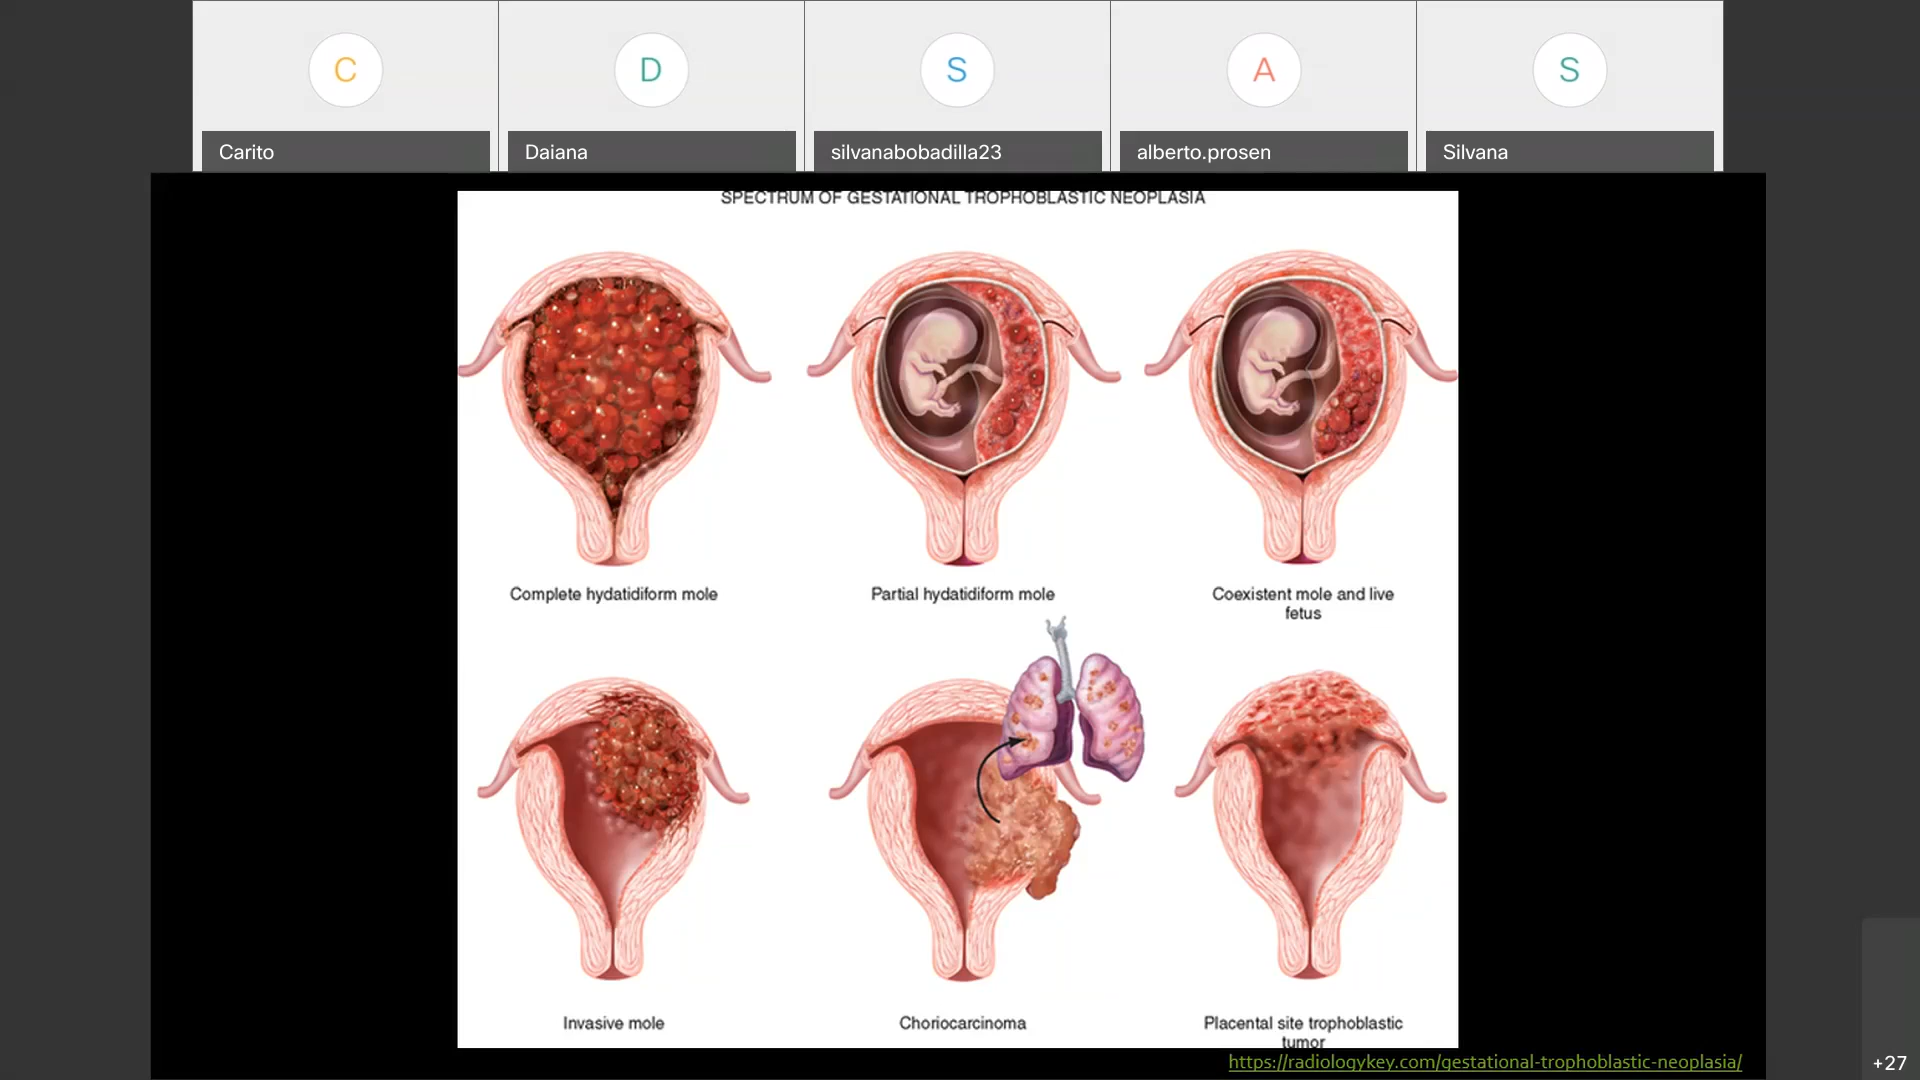 C
D
S
A
S
Carito
Daiana
silvanabobadilla23
alberto.prosen
Silvana
SPECTRUM OF GESTATIONAL TROPHOBLASTIC NEOPLASIA
Complete hydatidiform mole
Partial hydatidiform mole
Coexistent mole and live
fetus
Invasive mole
Choriocarcinoma
Placental site trophoblastic
tumor
https://radiologykey.com/gestational-trophoblastic-neoplasia/
+27